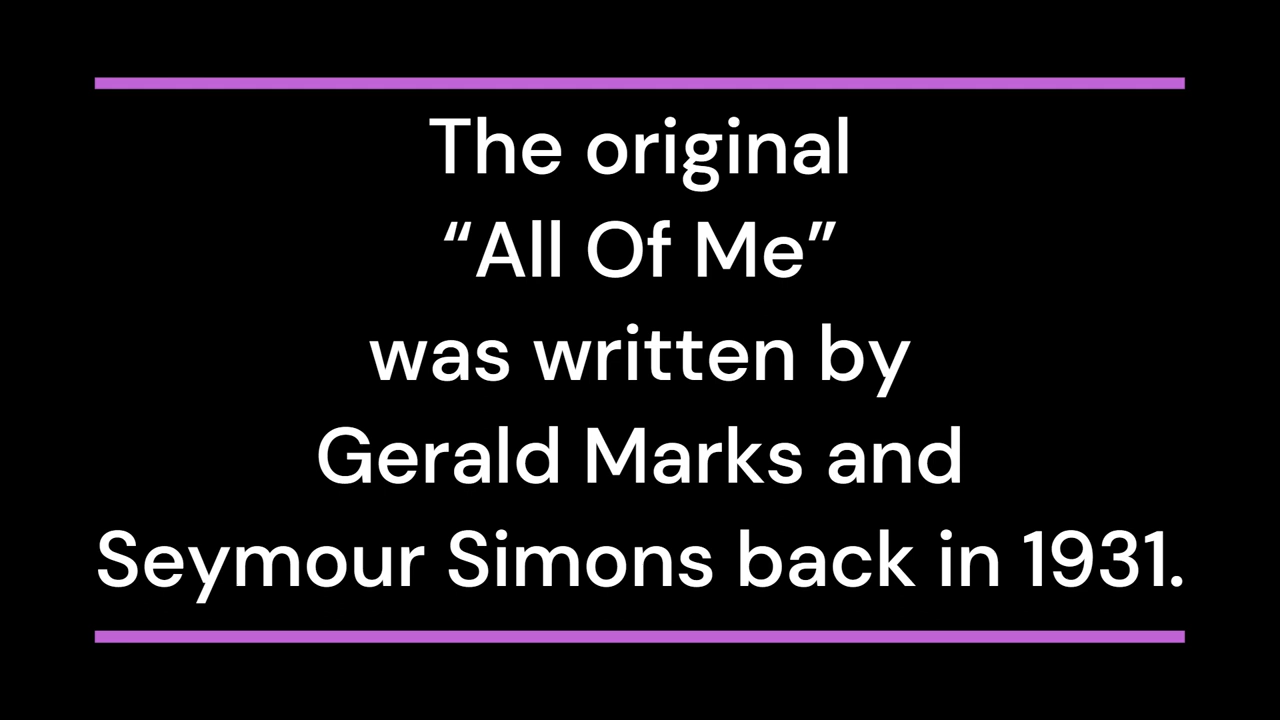 The original
“All Of Me”
was written by
Gerald Marks and
Seymour Simons back in 1931.